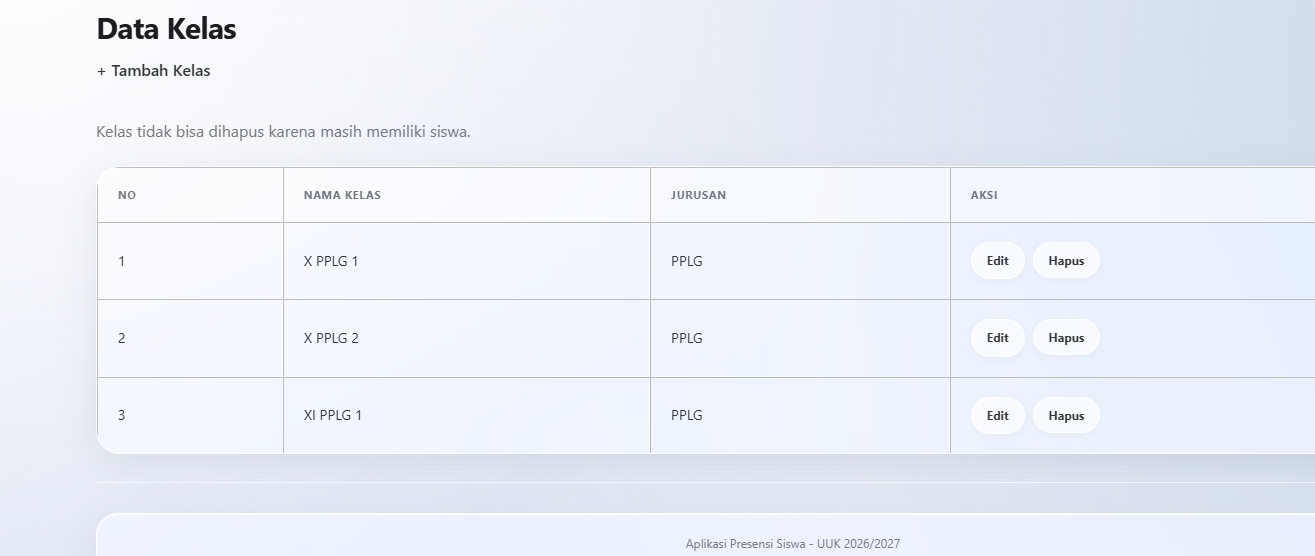 Data Kelas
+ Tambah Kelas
Kelas tidak bisa dihapus karena masih memiliki siswa.
NO NAMA KELAS JURUSAN AKSI
1 X PPLG 1 PPLG Edit Hapus
2 X PPLG 2 PPLG Edit Hapus
3 XI PPLG 1 PPLG Edit Hapus
Aplikasi Presensi Siswa - UUK 2026/2027